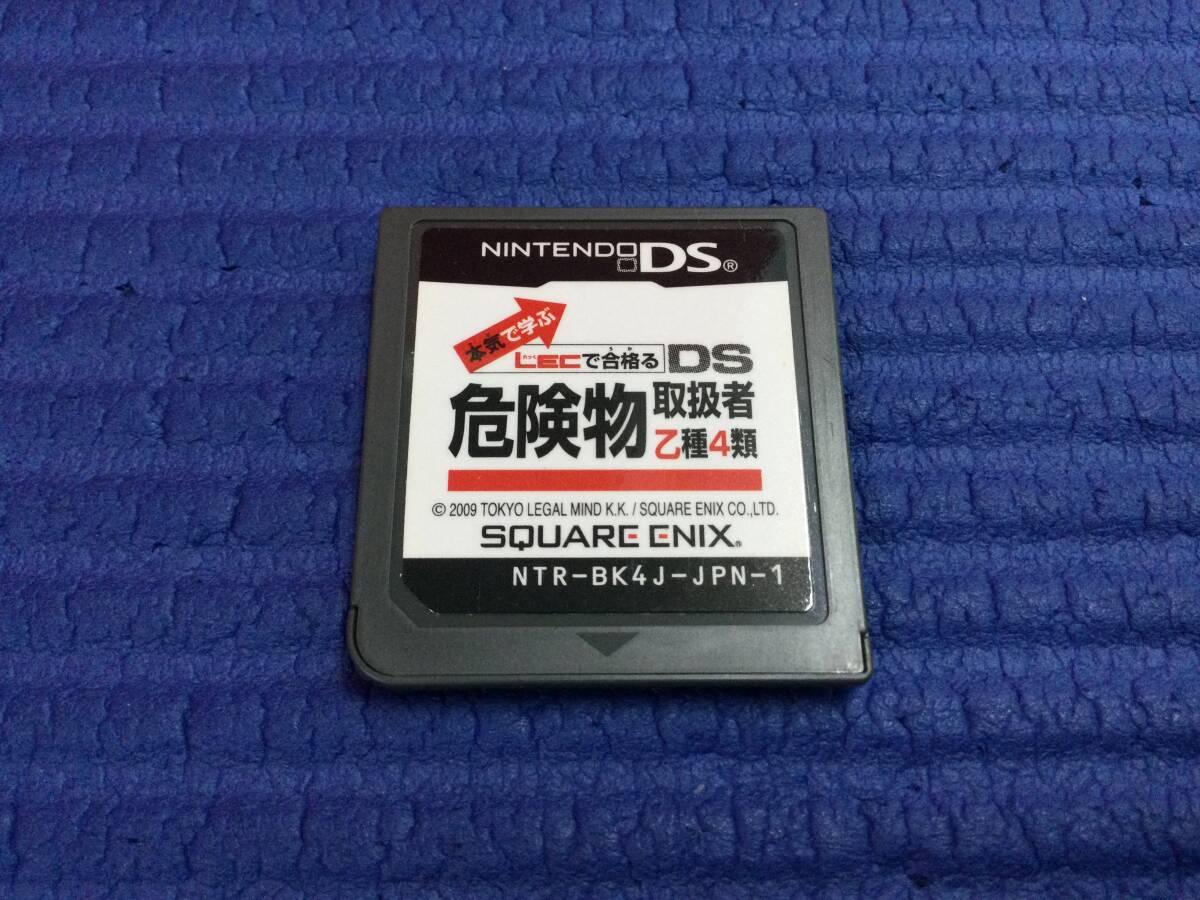 NINTENDO DS®
本気で学ぶ
LECで合格る DS
危険物 取扱者
乙種4類
© 2009 TOKYO LEGAL MIND K.K. / SQUARE ENIX CO.,LTD.
SQUARE ENIX®
NTR-BK4J-JPN-1